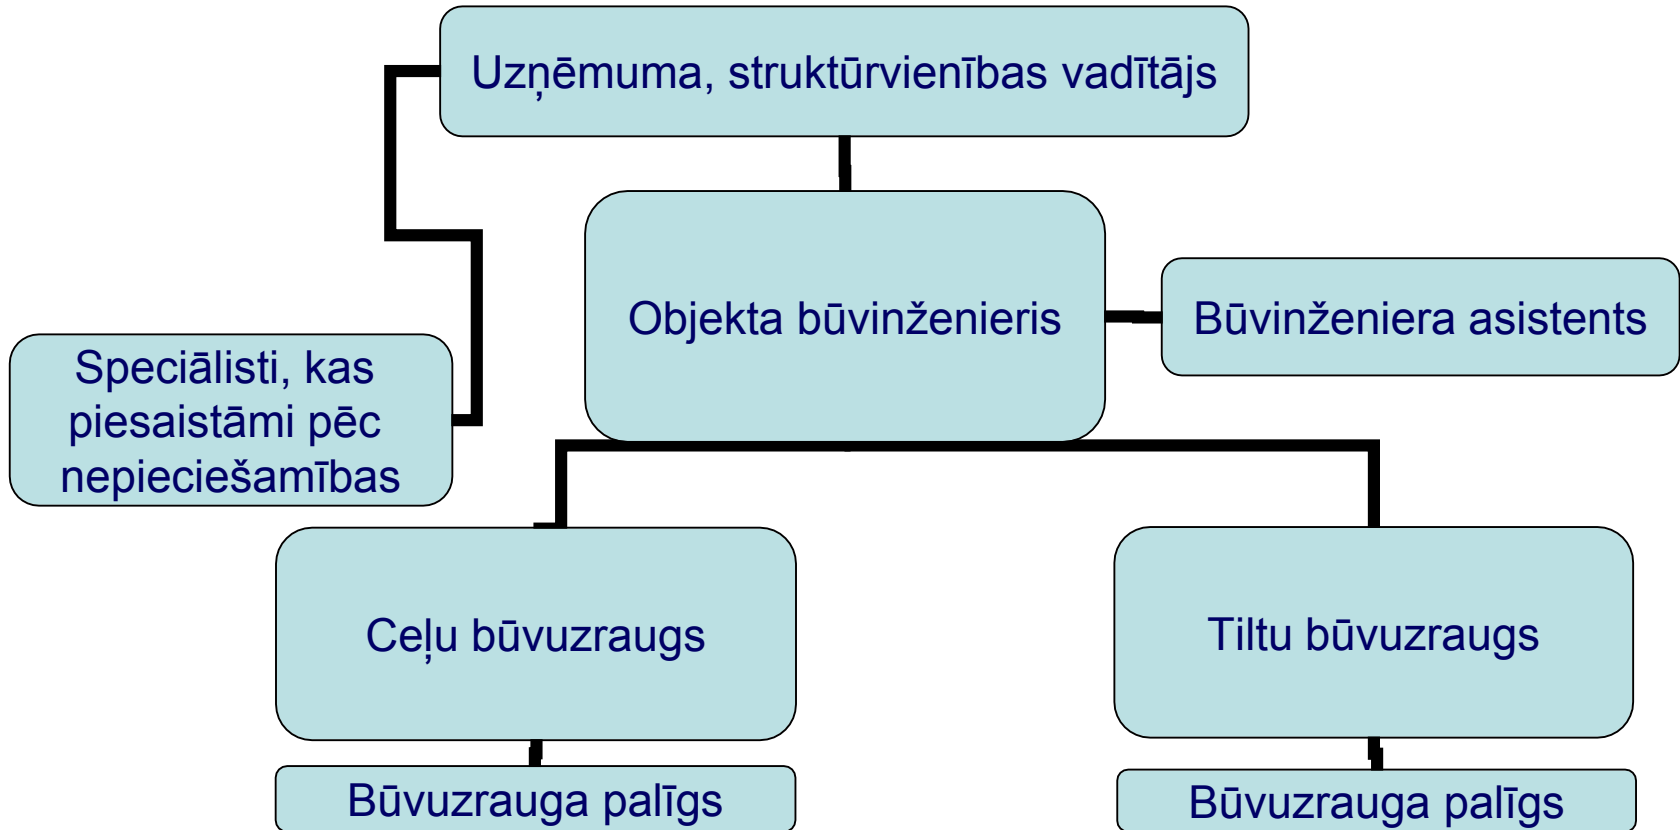 Uzņēmuma, struktūrvienības vadītājs
Objekta būvinženieris
Būvinženiera asistents
Speciālisti, kas
piesaistāmi pēc
nepieciešamības
Ceļu būvuzraugs
Tiltu būvuzraugs
Būvuzrauga palīgs
Būvuzrauga palīgs